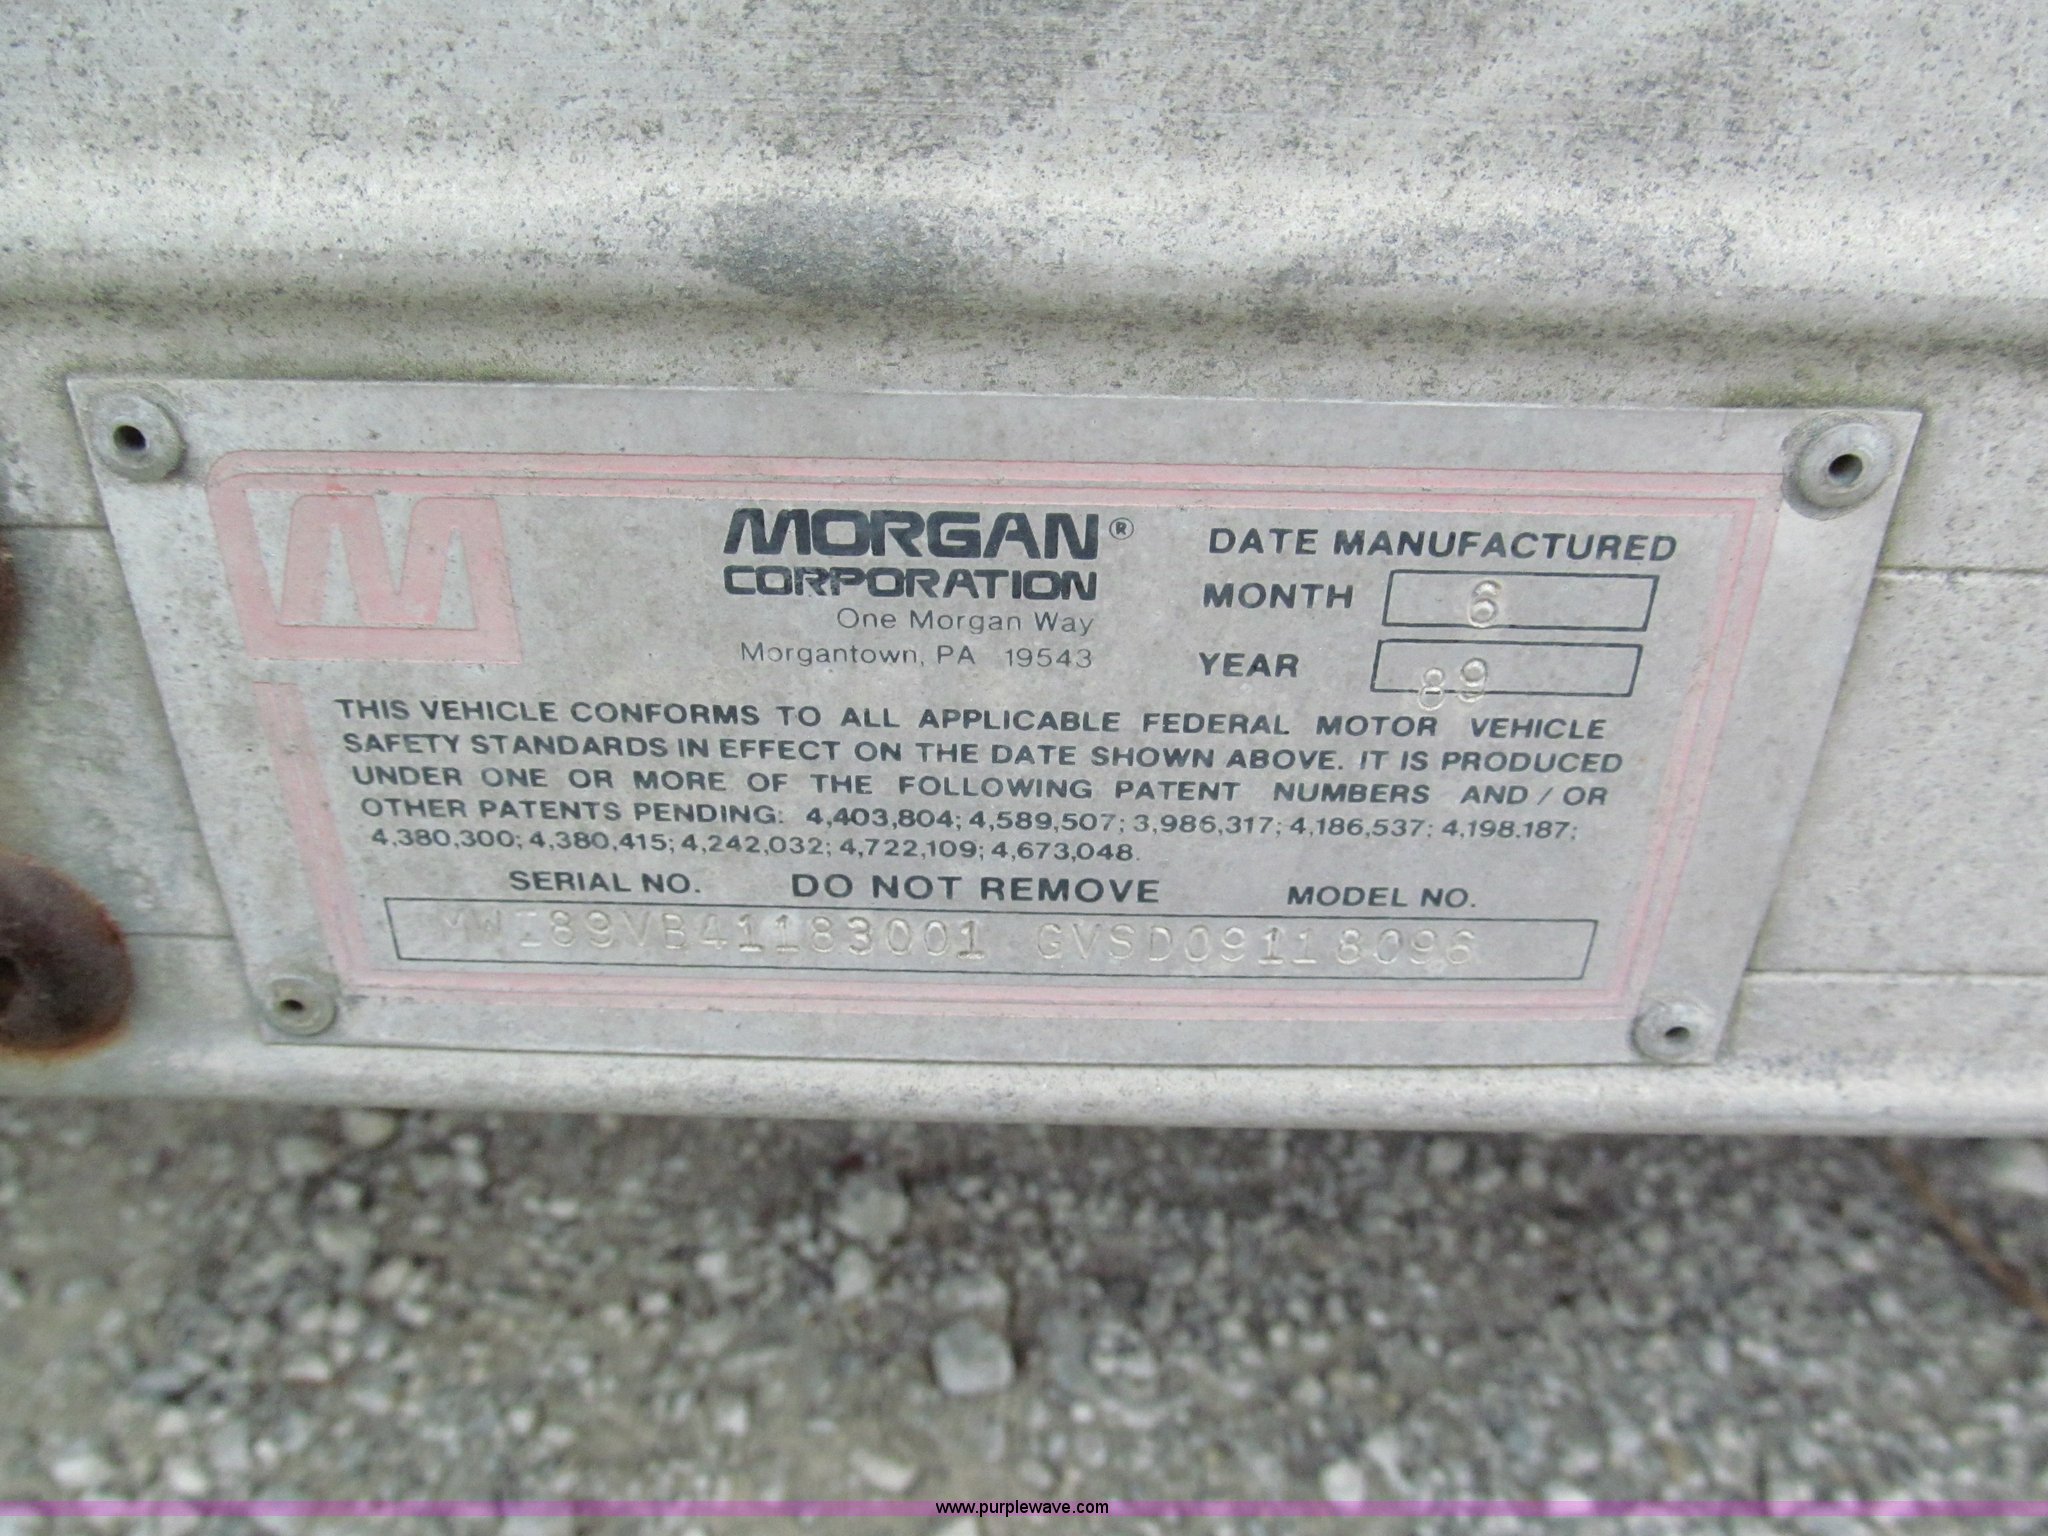 MORGAN®
CORPORATION
One Morgan Way
Morgantown, PA 19543
DATE MANUFACTURED
MONTH 6
YEAR 89
THIS VEHICLE CONFORMS TO ALL APPLICABLE FEDERAL MOTOR VEHICLE
SAFETY STANDARDS IN EFFECT ON THE DATE SHOWN ABOVE. IT IS PRODUCED
UNDER ONE OR MORE OF THE FOLLOWING PATENT NUMBERS AND/OR
OTHER PATENTS PENDING: 4,403,804; 4,589,507; 3,986,317; 4,186,537; 4,198.187;
4,380,300; 4,380,415; 4,242,032; 4,722,109; 4,673,048.
SERIAL NO. DO NOT REMOVE MODEL NO.
GVSD09118096
www.purplewave.com